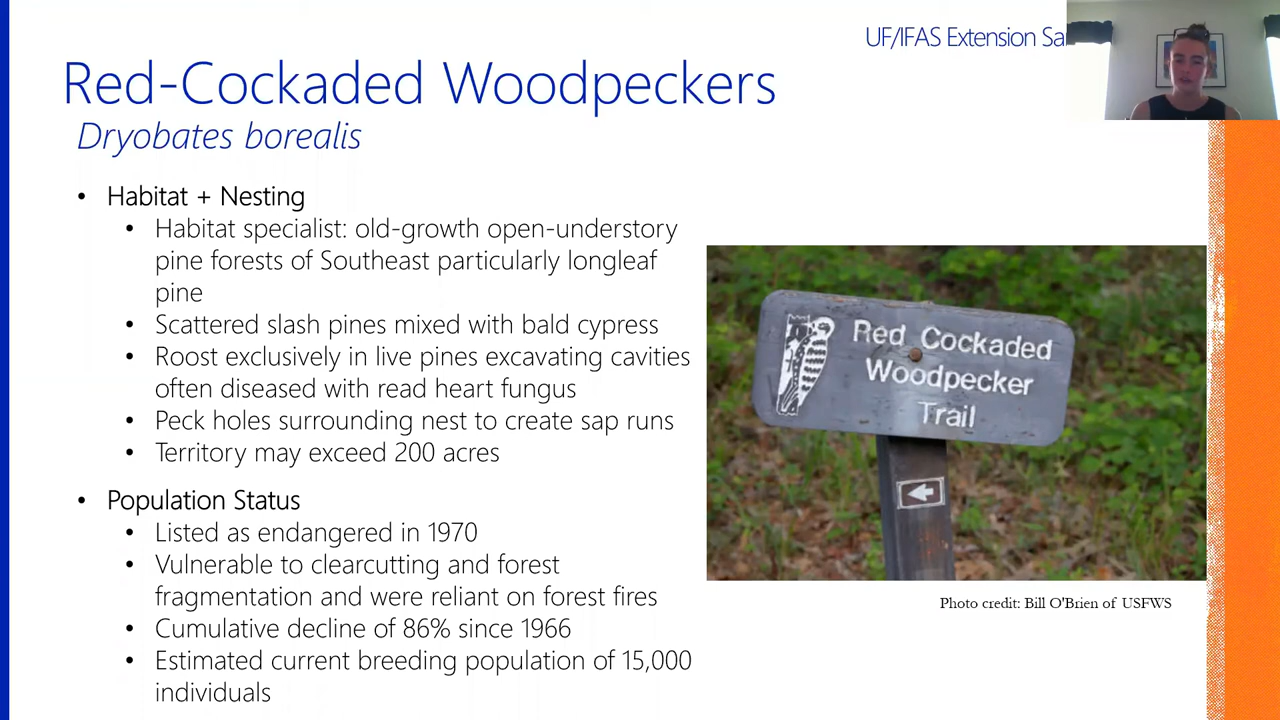 UF/IFAS Extension
Red-Cockaded Woodpeckers
Dryobates borealis
• Habitat + Nesting
• Habitat specialist: old-growth open-understory
pine forests of Southeast particularly longleaf
pine
• Scattered slash pines mixed with bald cypress
• Roost exclusively in live pines excavating cavities
often diseased with read heart fungus
• Peck holes surrounding nest to create sap runs
• Territory may exceed 200 acres
• Population Status
• Listed as endangered in 1970
• Vulnerable to clearcutting and forest
fragmentation and were reliant on forest fires
• Cumulative decline of 86% since 1966
• Estimated current breeding population of 15,000
individuals
Red Cockaded
Woodpecker
Trail
Photo credit: Bill O'Brien of USFWS